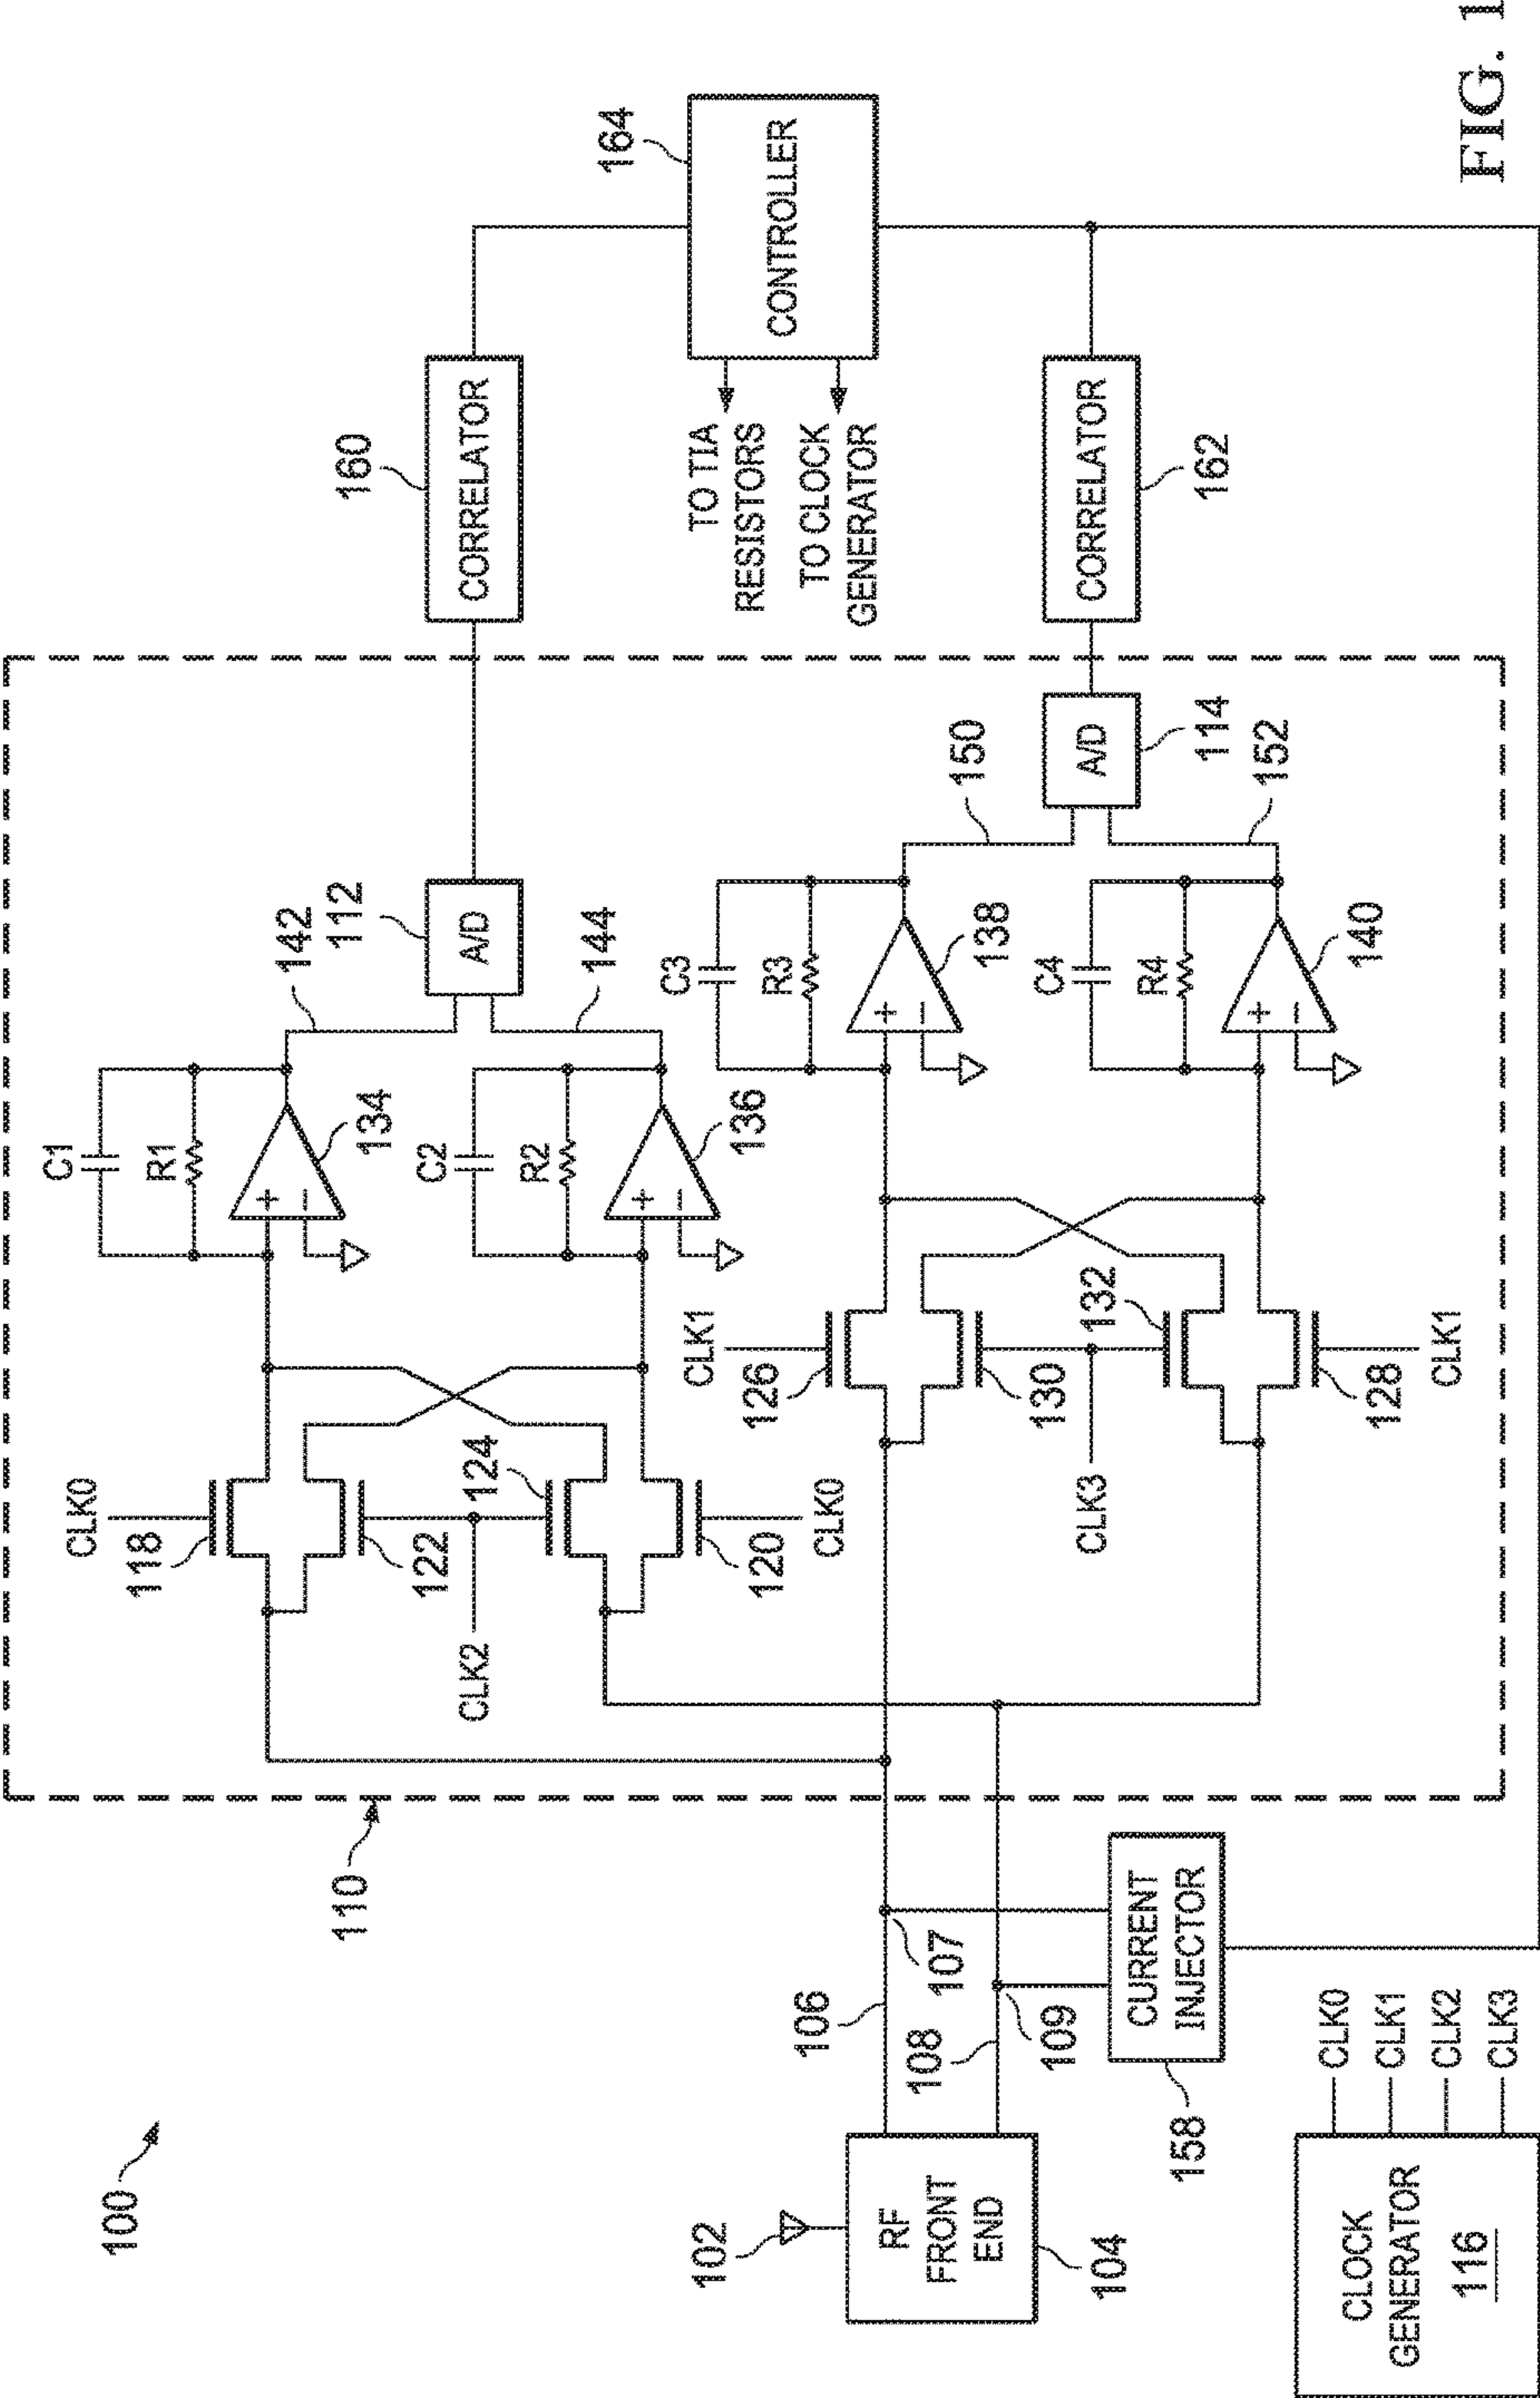 100
102
RF
FRONT
END
104
106
108
107
109
CURRENT
INJECTOR
158
CLOCK
GENERATOR
116
CLK0
CLK1
CLK2
CLK3
110
CLK0
118
122
CLK2
124
120
CLK0
C1
R1
+
−
134
C2
R2
+
−
136
142
144
112
A/D
CLK1
126
130
CLK3
132
128
CLK1
C3
R3
+
−
138
C4
R4
+
−
140
150
152
A/D
114
160
CORRELATOR
CORRELATOR
162
TO TIA
RESISTORS
TO CLOCK
GENERATOR
164
CONTROLLER
FIG. 1